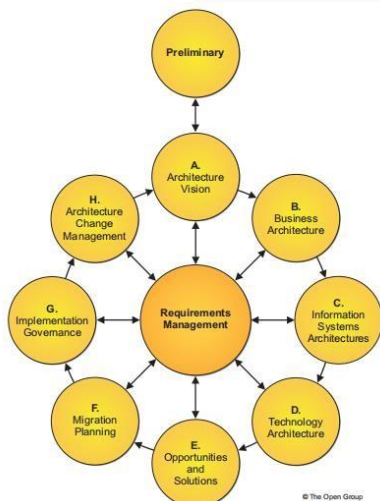 Preliminary
A.
Architecture
Vision
H.
Architecture
Change
Management
B.
Business
Architecture
G.
Implementation
Governance
Requirements
Management
C.
Information
Systems
Architectures
F.
Migration
Planning
D.
Technology
Architecture
E.
Opportunities
and
Solutions
© The Open Group